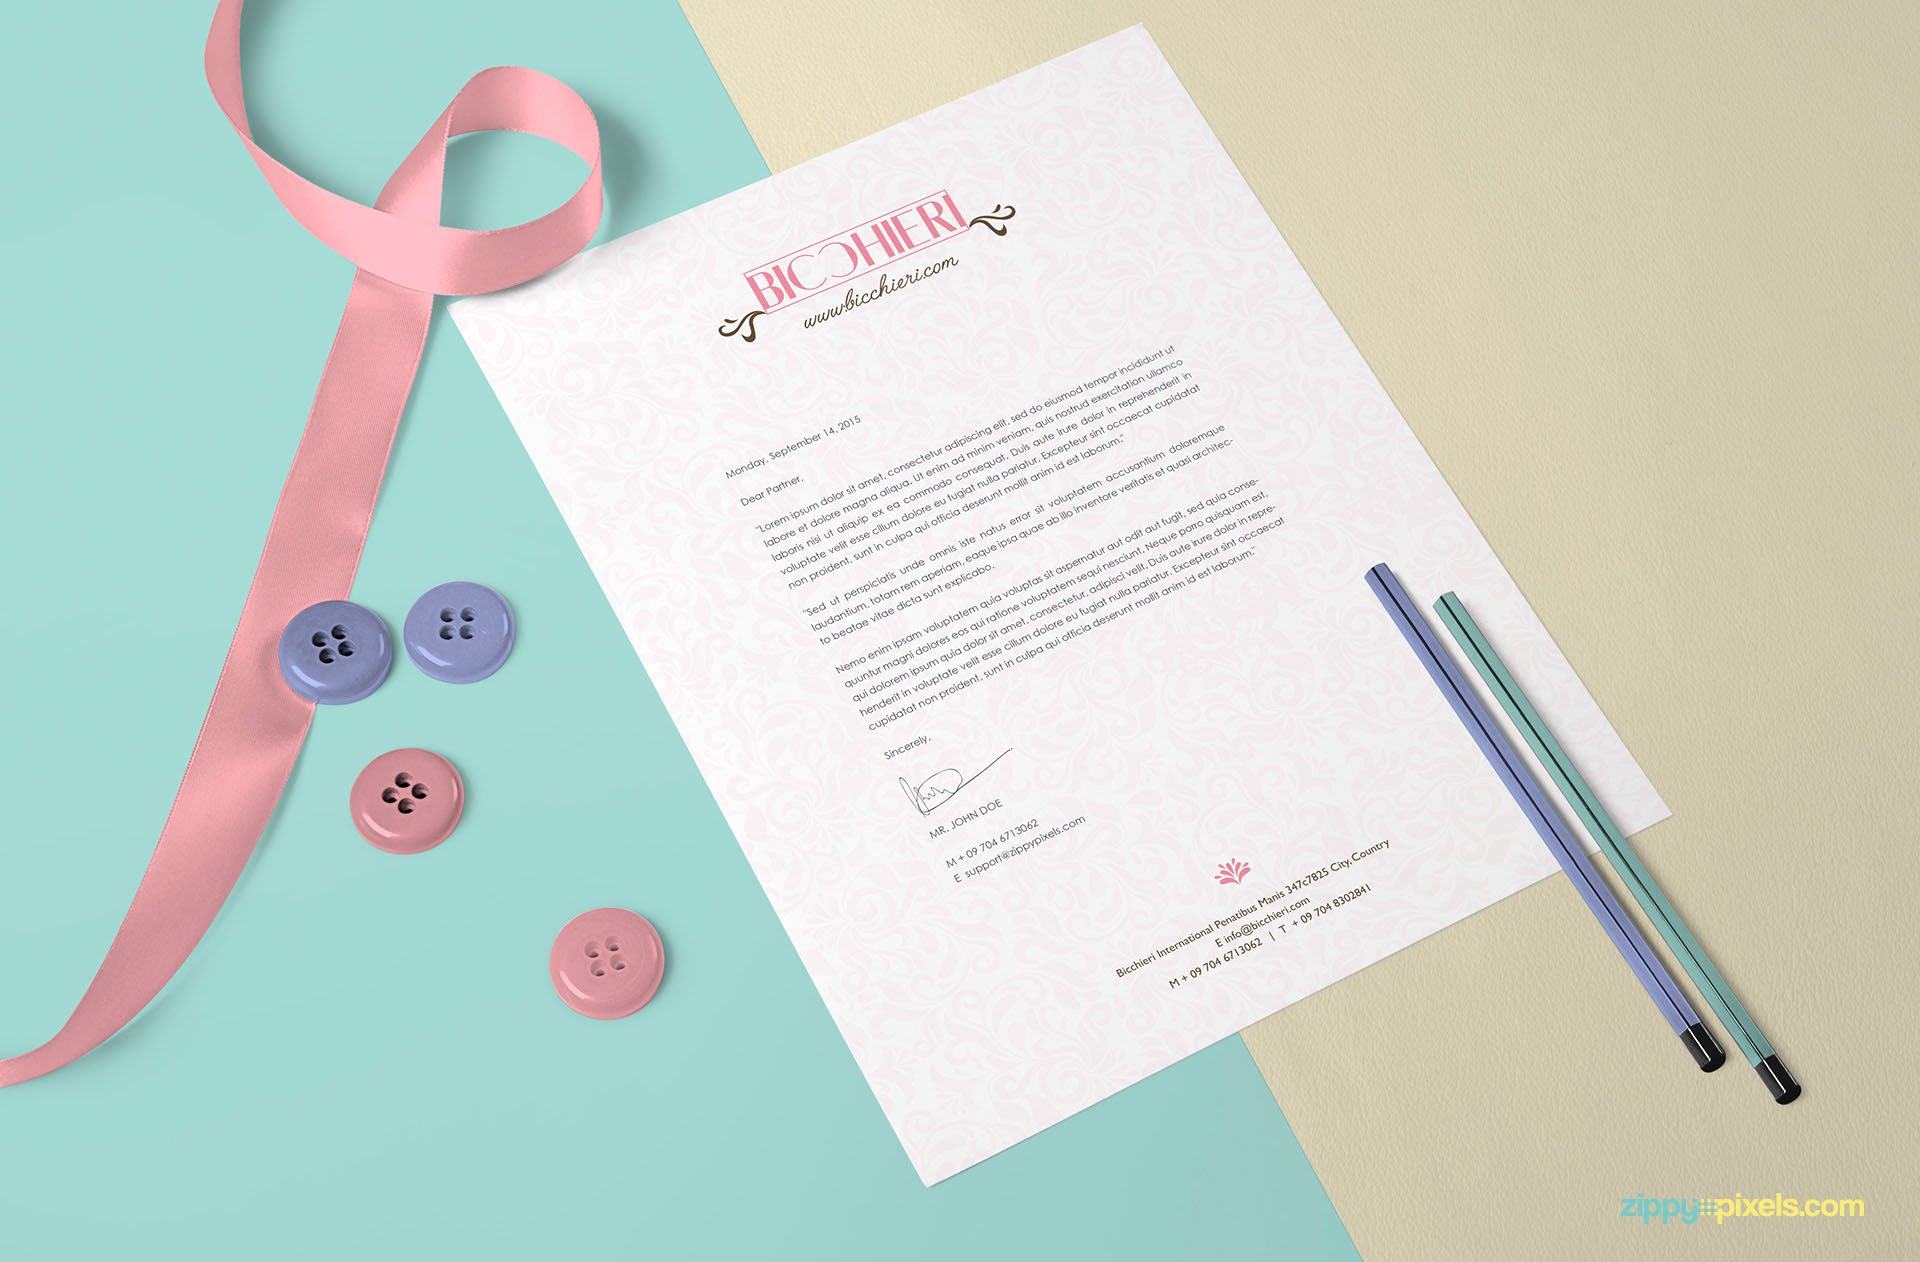 BICCHIERI
www.bicchieri.com
Monday, September 14, 2015
Dear Partner,
"Lorem ipsum dolor sit amet, consectetur adipiscing elit, sed do eiusmod tempor incididunt ut
labore et dolore magna aliqua. Ut enim ad minim veniam, quis nostrud exercitation ullamco
laboris nisi ut aliquip ex ea commodo consequat. Duis aute irure dolor in reprehenderit in
voluptate velit esse cillum dolore eu fugiat nulla pariatur. Excepteur sint occaecat cupidatat
non proident, sunt in culpa qui officia deserunt mollit anim id est laborum."
"Sed ut perspiciatis unde omnis iste natus error sit voluptatem accusantium doloremque
laudantium, totam rem aperiam, eaque ipsa quae ab illo inventore veritatis et quasi architec-
to beatae vitae dicta sunt explicabo.
Nemo enim ipsam voluptatem quia voluptas sit aspernatur aut odit aut fugit, sed quia conse-
quuntur magni dolores eos qui ratione voluptatem sequi nesciunt. Neque porro quisquam est,
qui dolorem ipsum quia dolor sit amet, consectetur, adipisci velit. Duis aute irure dolor in repre-
henderit in voluptate velit esse cillum dolore eu fugiat nulla pariatur. Excepteur sint occaecat
cupidatat non proident, sunt in culpa qui officia deserunt mollit anim id est laborum."
Sincerely,
MR. JOHN DOE
M + 09 704 6713062
E support@zippypixels.com
Bicchieri International Penatibus Manis 347c7825 City, Country
E info@bicchieri.com
M + 09 704 6713062 | T + 09 704 8302841
zippypixels.com